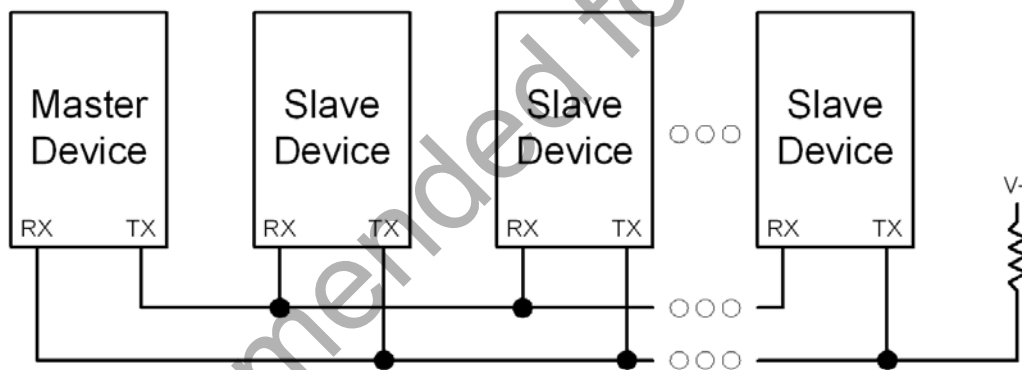 Master
Device
Slave
Device
Slave
Device
Slave
Device
RX TX
RX TX
RX TX
RX TX